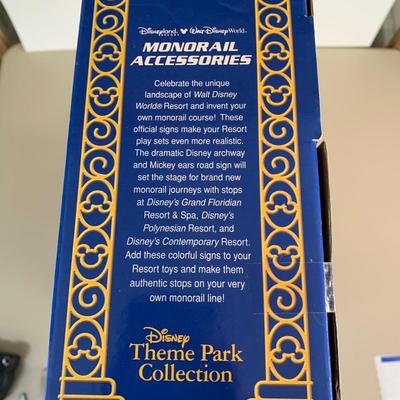 Disneyland RESORT Walt Disney World®
MONORAIL
ACCESSORIES
Celebrate the unique
landscape of Walt Disney
World® Resort and invent your
own monorail course! These
official signs make your Resort
play sets even more realistic.
The dramatic Disney archway
and Mickey ears road sign will
set the stage for brand new
monorail journeys with stops
at Disney's Grand Floridian
Resort & Spa, Disney's
Polynesian Resort, and
Disney's Contemporary Resort.
Add these colorful signs to your
Resort toys and make them
authentic stops on your very
own monorail line!
Disney
Theme Park
Collection